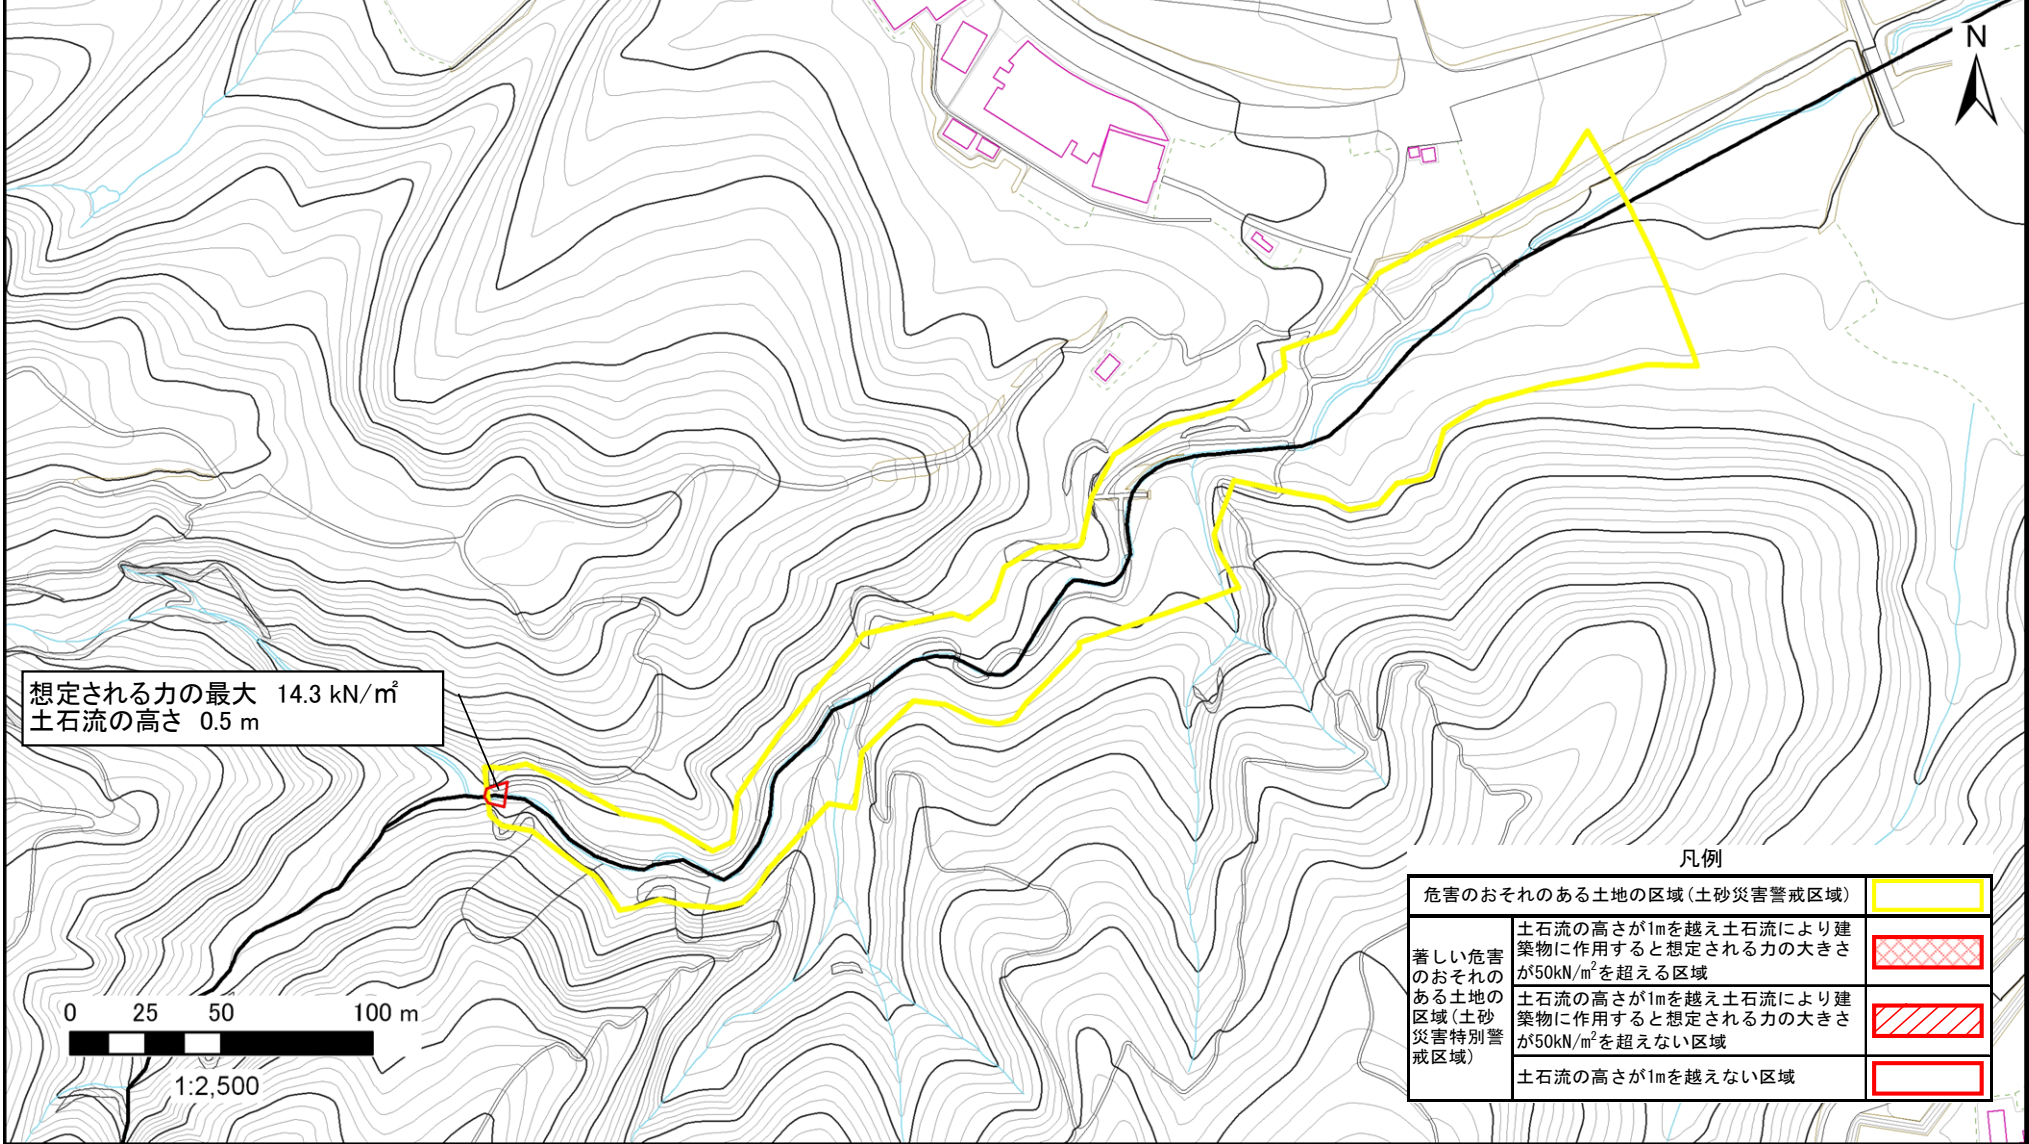 N
想定される力の最大 14.3 kN/㎡
土石流の高さ 0.5 m
凡例
危害のおそれのある土地の区域(土砂災害警戒区域)
著しい危害
のおそれの
ある土地の
区域(土砂
災害特別警
戒区域)
土石流の高さが1mを越え土石流により建
築物に作用すると想定される力の大きさ
が50kN/m²を超える区域
土石流の高さが1mを越え土石流により建
築物に作用すると想定される力の大きさ
が50kN/m²を超えない区域
土石流の高さが1mを越えない区域
0 25 50 100 m
1:2,500